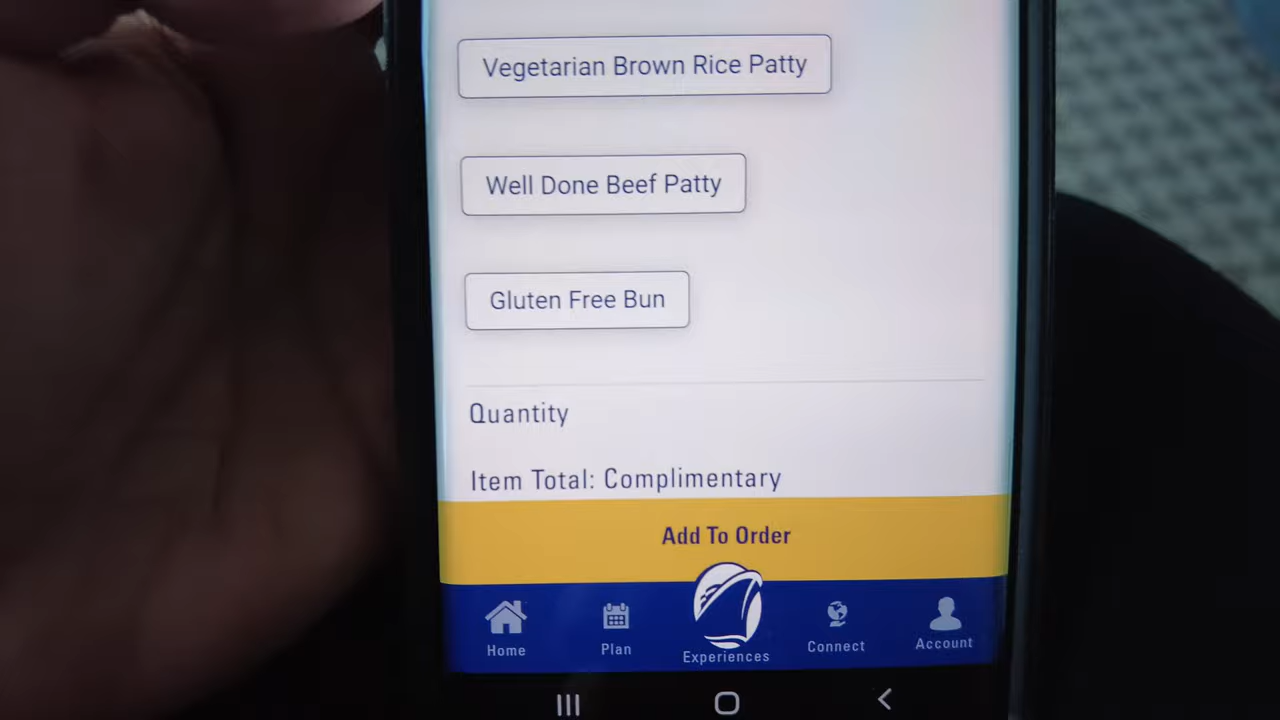 Vegetarian Brown Rice Patty
Well Done Beef Patty
Gluten Free Bun
Quantity
Item Total: Complimentary
Add To Order
Home
Plan
Experiences
Connect
Account